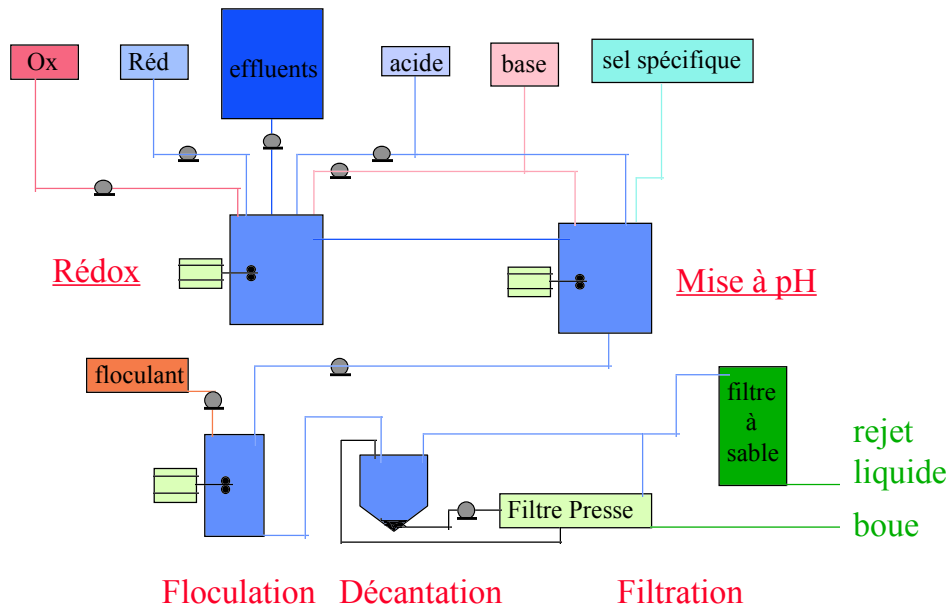 Ox
Réd
effluents
acide
base
sel spécifique
Rédox
Mise à pH
floculant
filtre
à
sable
rejet
liquide
Filtre Presse
boue
Floculation
Décantation
Filtration